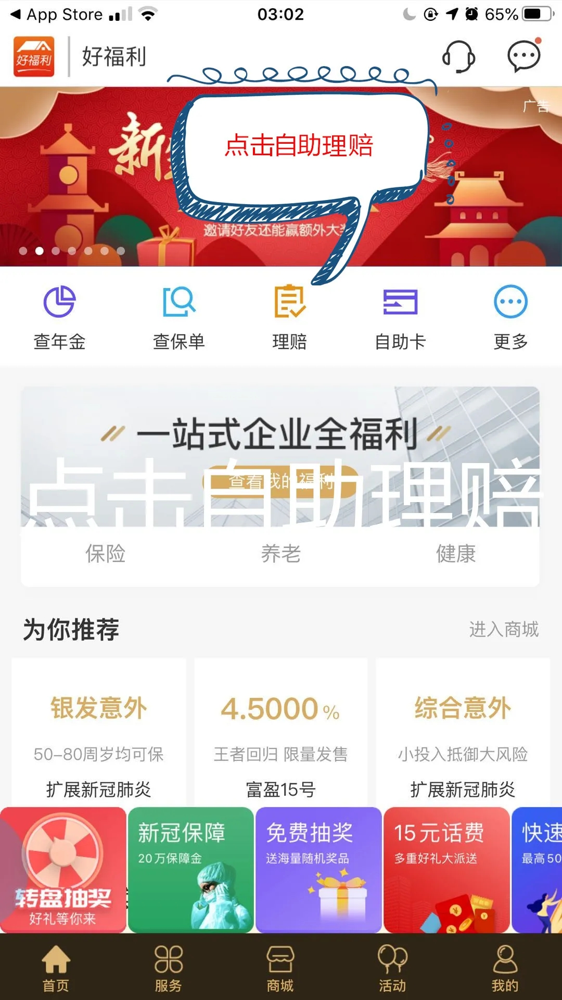 App Store
03:02
65%
好福利
好福利
广告
新
点击自助理赔
邀请好友还能赢额外大奖
查年金
查保单
理赔
自助卡
更多
一站式企业全福利
查看我的福利
点击自助理赔
保险
养老
健康
为你推荐
进入商城
银发意外
4.5000%
综合意外
50-80周岁均可保
王者回归 限量发售
小投入抵御大风险
扩展新冠肺炎
富盈15号
扩展新冠肺炎
转盘抽奖
好礼等你来
新冠保障
20万保障金
免费抽奖
送海量随机奖品
15元话费
多重好礼大派送
快速
最高50
首页
服务
商城
活动
我的